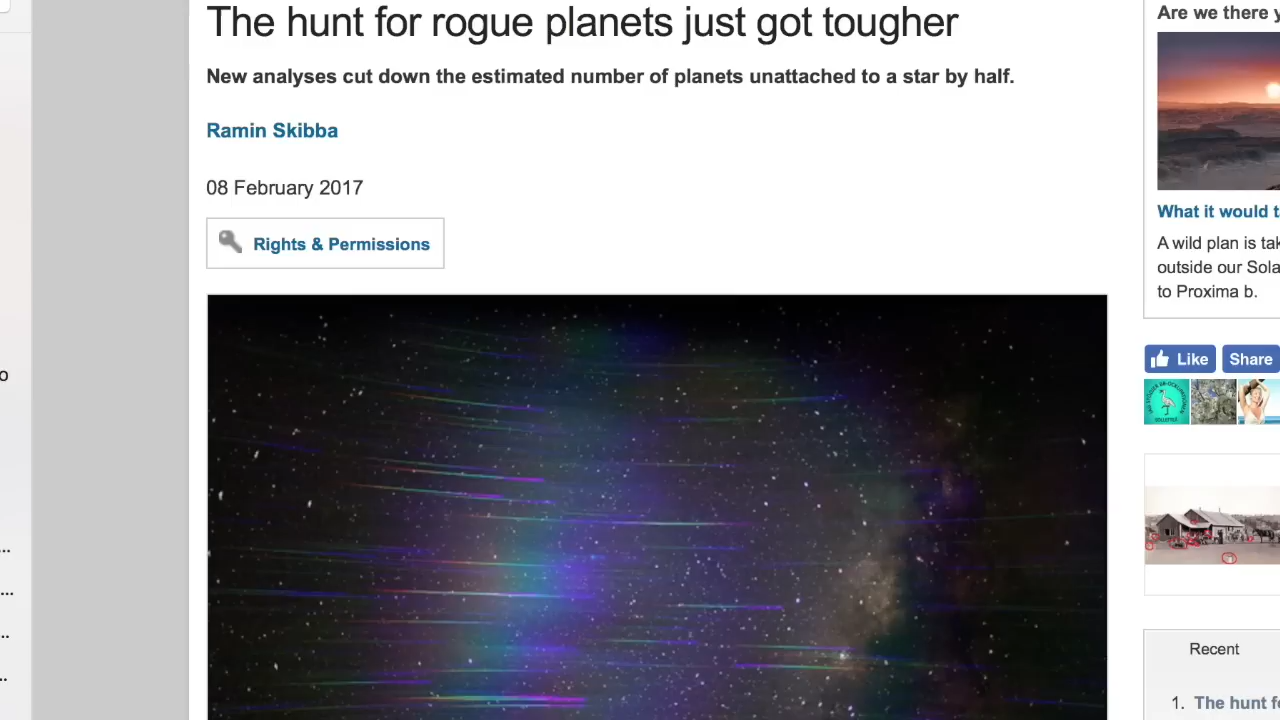 The hunt for rogue planets just got tougher
New analyses cut down the estimated number of planets unattached to a star by half.
Ramin Skibba
08 February 2017
Rights & Permissions
Are we there y
What it would t
A wild plan is tak
outside our Sola
to Proxima b.
Like Share
Recent
1. The hunt f
o
...
...
..
..